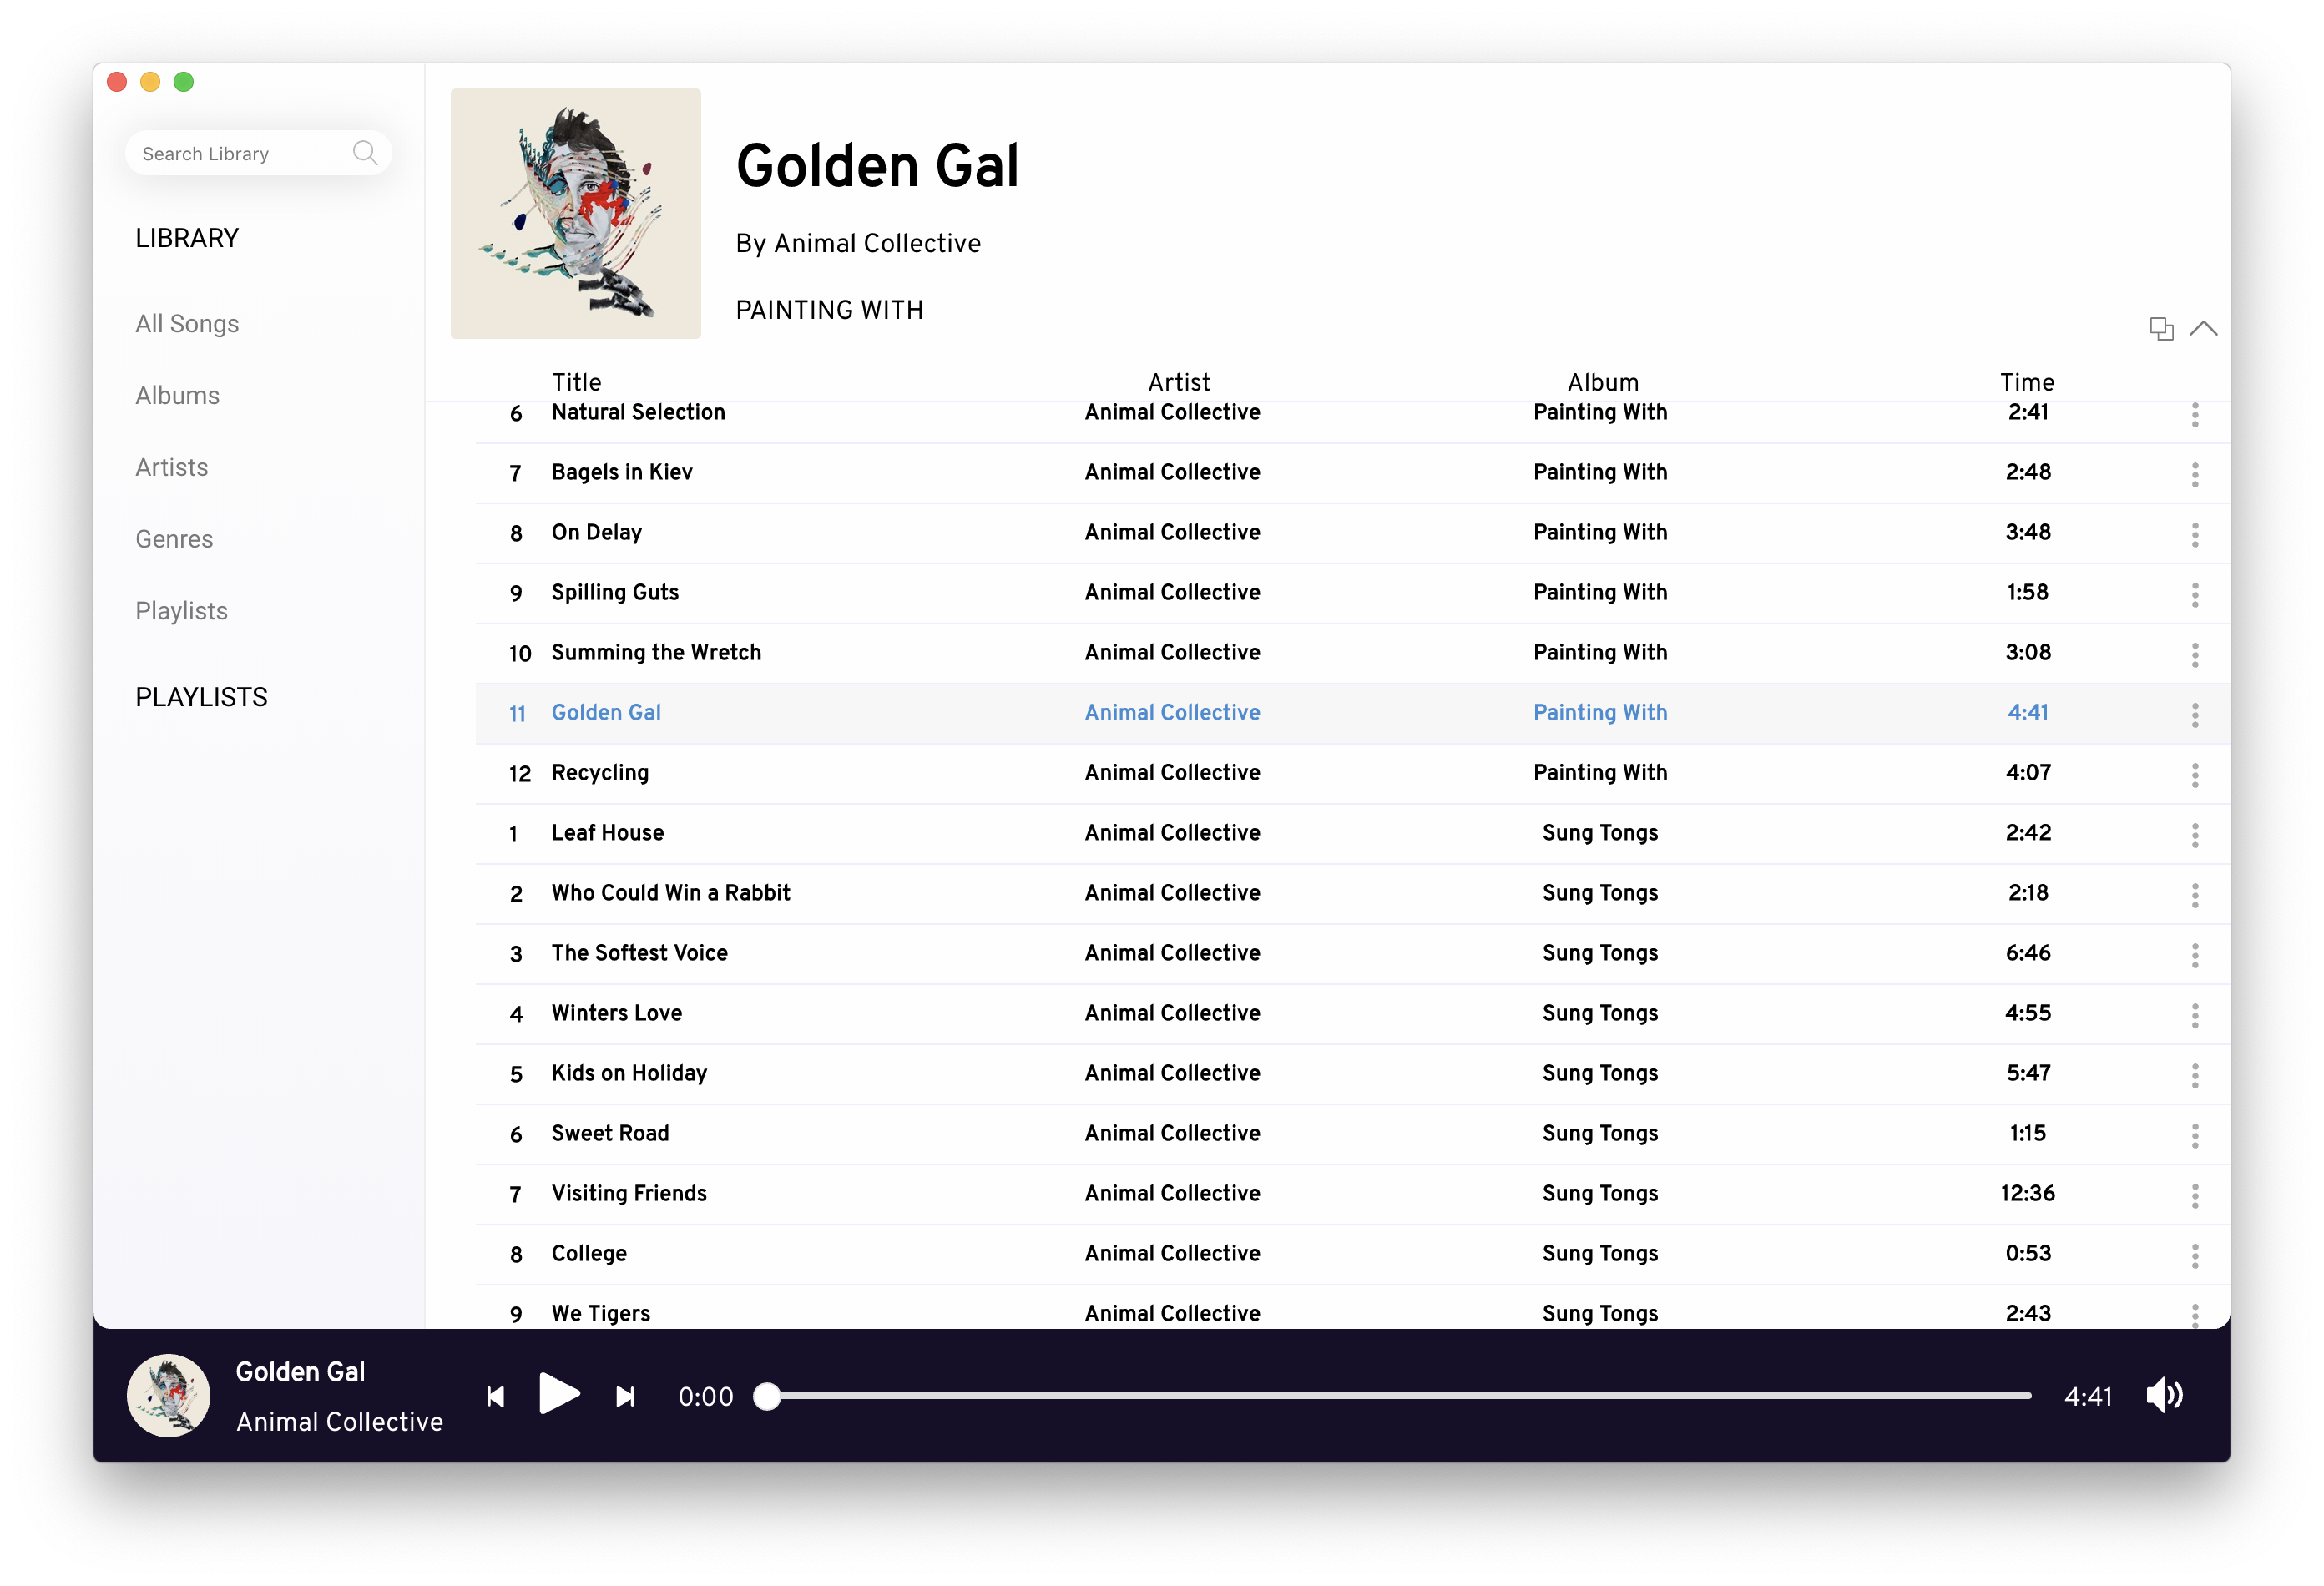 Search Library
LIBRARY
All Songs
Albums
Artists
Genres
Playlists
PLAYLISTS
Golden Gal
By Animal Collective
PAINTING WITH
Title Artist Album Time
6 Natural Selection Animal Collective Painting With 2:41
7 Bagels in Kiev Animal Collective Painting With 2:48
8 On Delay Animal Collective Painting With 3:48
9 Spilling Guts Animal Collective Painting With 1:58
10 Summing the Wretch Animal Collective Painting With 3:08
11 Golden Gal Animal Collective Painting With 4:41
12 Recycling Animal Collective Painting With 4:07
1 Leaf House Animal Collective Sung Tongs 2:42
2 Who Could Win a Rabbit Animal Collective Sung Tongs 2:18
3 The Softest Voice Animal Collective Sung Tongs 6:46
4 Winters Love Animal Collective Sung Tongs 4:55
5 Kids on Holiday Animal Collective Sung Tongs 5:47
6 Sweet Road Animal Collective Sung Tongs 1:15
7 Visiting Friends Animal Collective Sung Tongs 12:36
8 College Animal Collective Sung Tongs 0:53
9 We Tigers Animal Collective Sung Tongs 2:43
Golden Gal
Animal Collective
0:00 4:41